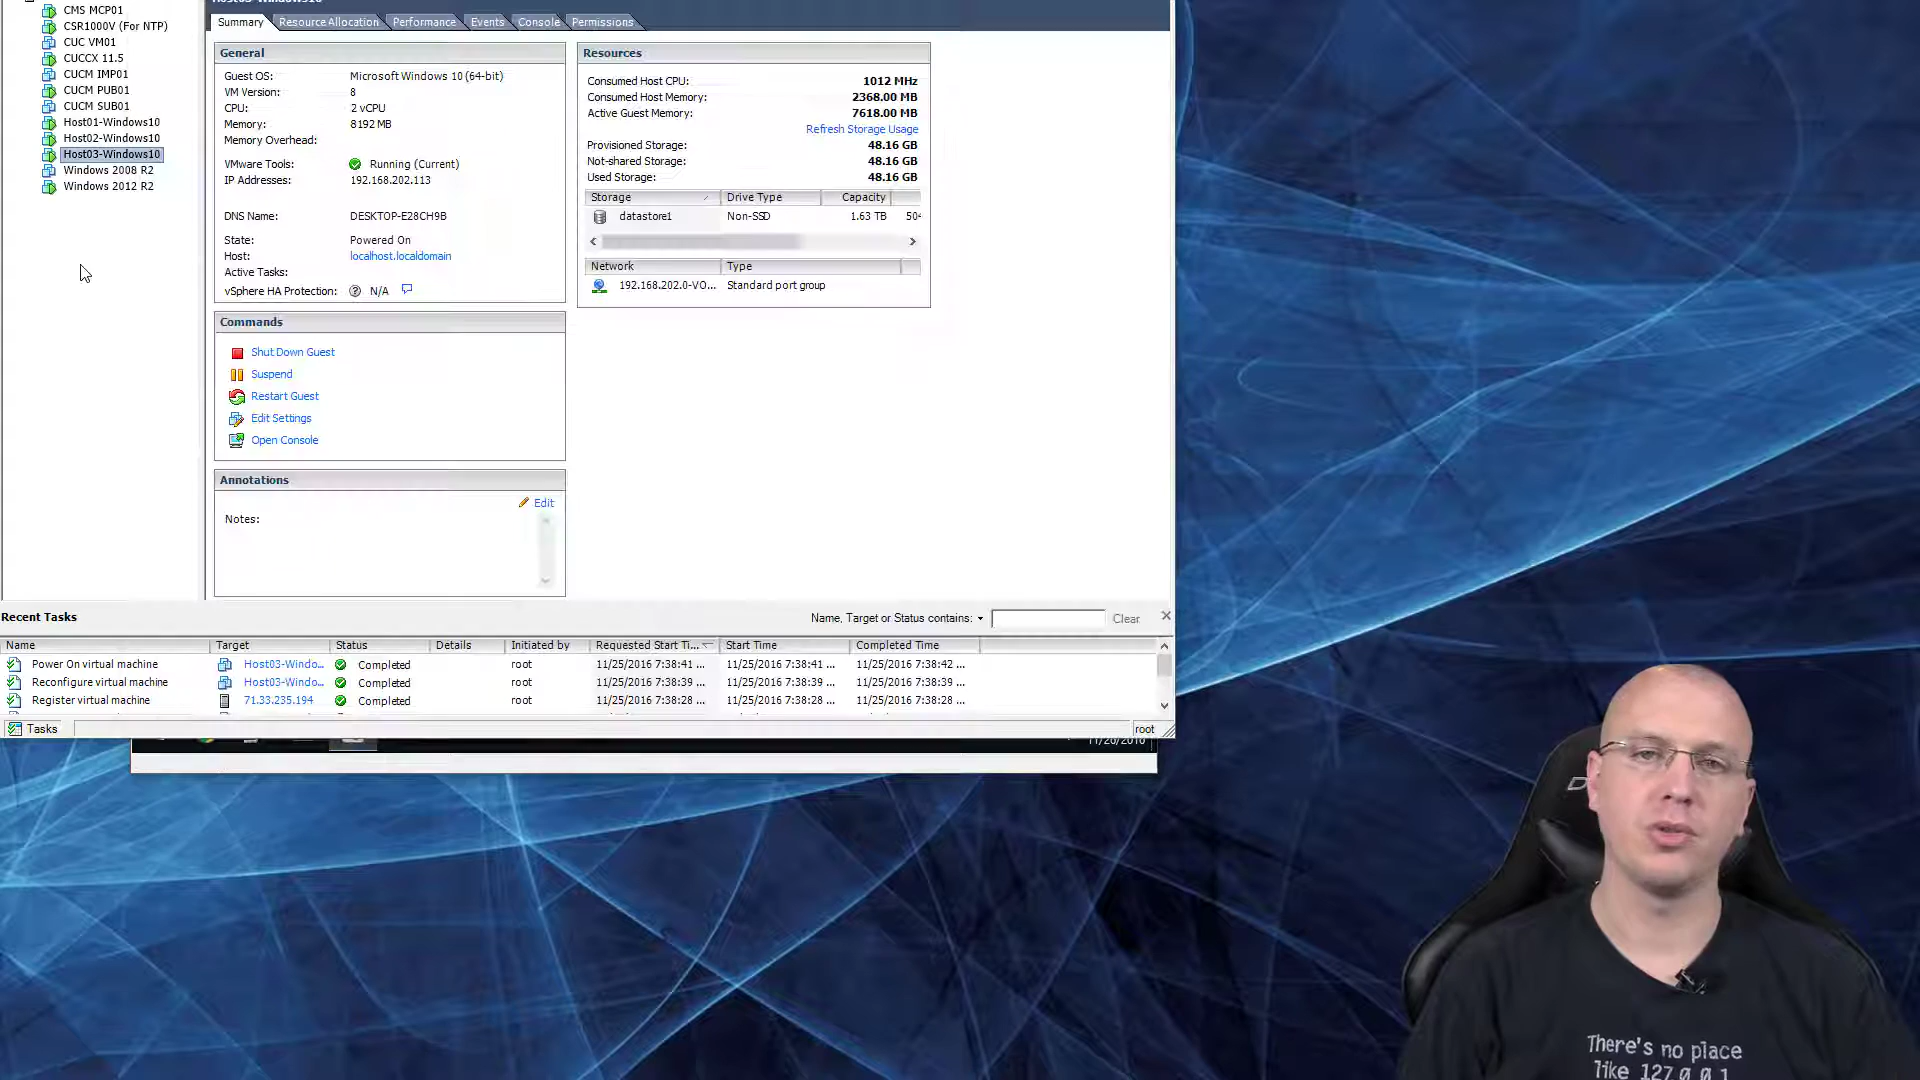 CMS MCP01
CSR1000V (For NTP)
CUC VM01
CUCCX 11.5
CUCM IMP01
CUCM PUB01
CUCM SUB01
Host01-Windows10
Host02-Windows10
Host03-Windows10
Windows 2008 R2
Windows 2012 R2
Summary Resource Allocation Performance Events Console Permissions
General
Guest OS: Microsoft Windows 10 (64-bit)
VM Version: 8
CPU: 2 vCPU
Memory: 8192 MB
Memory Overhead:
VMware Tools: Running (Current)
IP Addresses: 192.168.202.113
DNS Name: DESKTOP-E28CH9B
State: Powered On
Host: localhost.localdomain
Active Tasks:
vSphere HA Protection: N/A
Commands
Shut Down Guest
Suspend
Restart Guest
Edit Settings
Open Console
Annotations
Edit
Notes:
Resources
Consumed Host CPU: 1012 MHz
Consumed Host Memory: 2368.00 MB
Active Guest Memory: 7618.00 MB
Refresh Storage Usage
Provisioned Storage: 48.16 GB
Not-shared Storage: 48.16 GB
Used Storage: 48.16 GB
Storage Drive Type Capacity
datastore1 Non-SSD 1.63 TB 504
Network Type
192.168.202.0-VO... Standard port group
Recent Tasks Name, Target or Status contains: Clear
Name Target Status Details Initiated by Requested Start Ti... Start Time Completed Time
Power On virtual machine Host03-Windo... Completed root 11/25/2016 7:38:41 ... 11/25/2016 7:38:41 ... 11/25/2016 7:38:42 ...
Reconfigure virtual machine Host03-Windo... Completed root 11/25/2016 7:38:39 ... 11/25/2016 7:38:39 ... 11/25/2016 7:38:39 ...
Register virtual machine 71.33.235.194 Completed root 11/25/2016 7:38:28 ... 11/25/2016 7:38:28 ... 11/25/2016 7:38:28 ...
Tasks root
There's no place
like 127.0.0.1